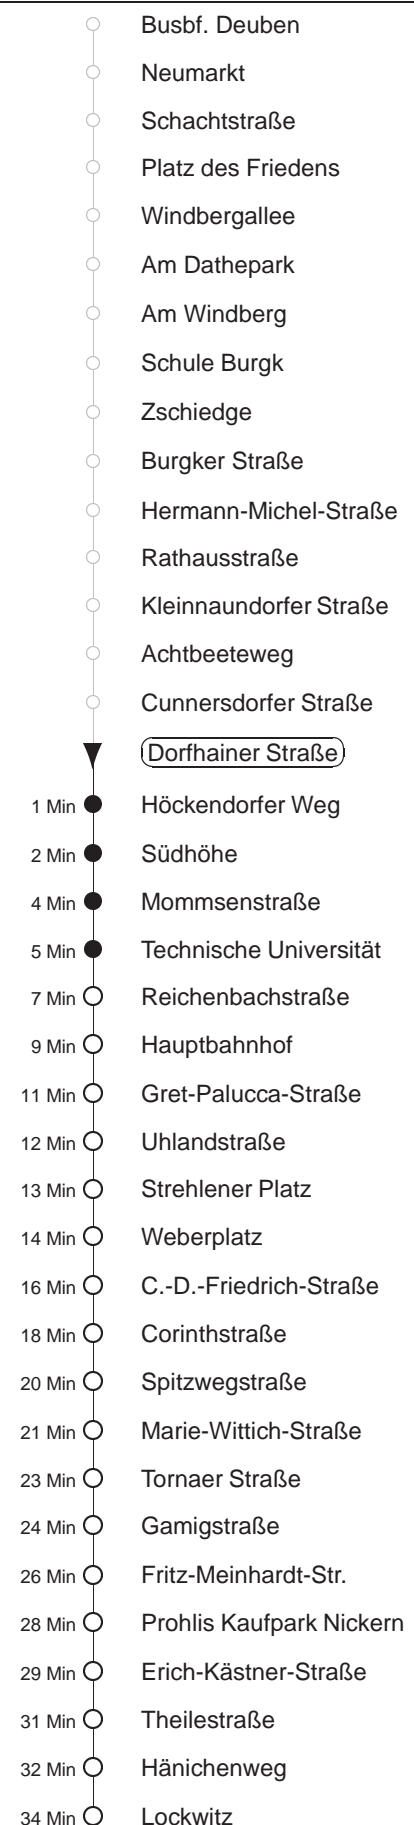 Busbf. Deuben
Neumarkt
Schachtstraße
Platz des Friedens
Windbergallee
Am Dathepark
Am Windberg
Schule Burgk
Zschiedge
Burgker Straße
Hermann-Michel-Straße
Rathausstraße
Kleinnaundorfer Straße
Achtbeeteweg
Cunnersdorfer Straße
Dorfhainer Straße
1 Min Höckendorfer Weg
2 Min Südhöhe
4 Min Mommsenstraße
5 Min Technische Universität
7 Min Reichenbachstraße
9 Min Hauptbahnhof
11 Min Gret-Palucca-Straße
12 Min Uhlandstraße
13 Min Strehlener Platz
14 Min Weberplatz
16 Min C.-D.-Friedrich-Straße
18 Min Corinthstraße
20 Min Spitzwegstraße
21 Min Marie-Wittich-Straße
23 Min Tornaer Straße
24 Min Gamigstraße
26 Min Fritz-Meinhardt-Str.
28 Min Prohlis Kaufpark Nickern
29 Min Erich-Kästner-Straße
31 Min Theilestraße
32 Min Hänichenweg
34 Min Lockwitz